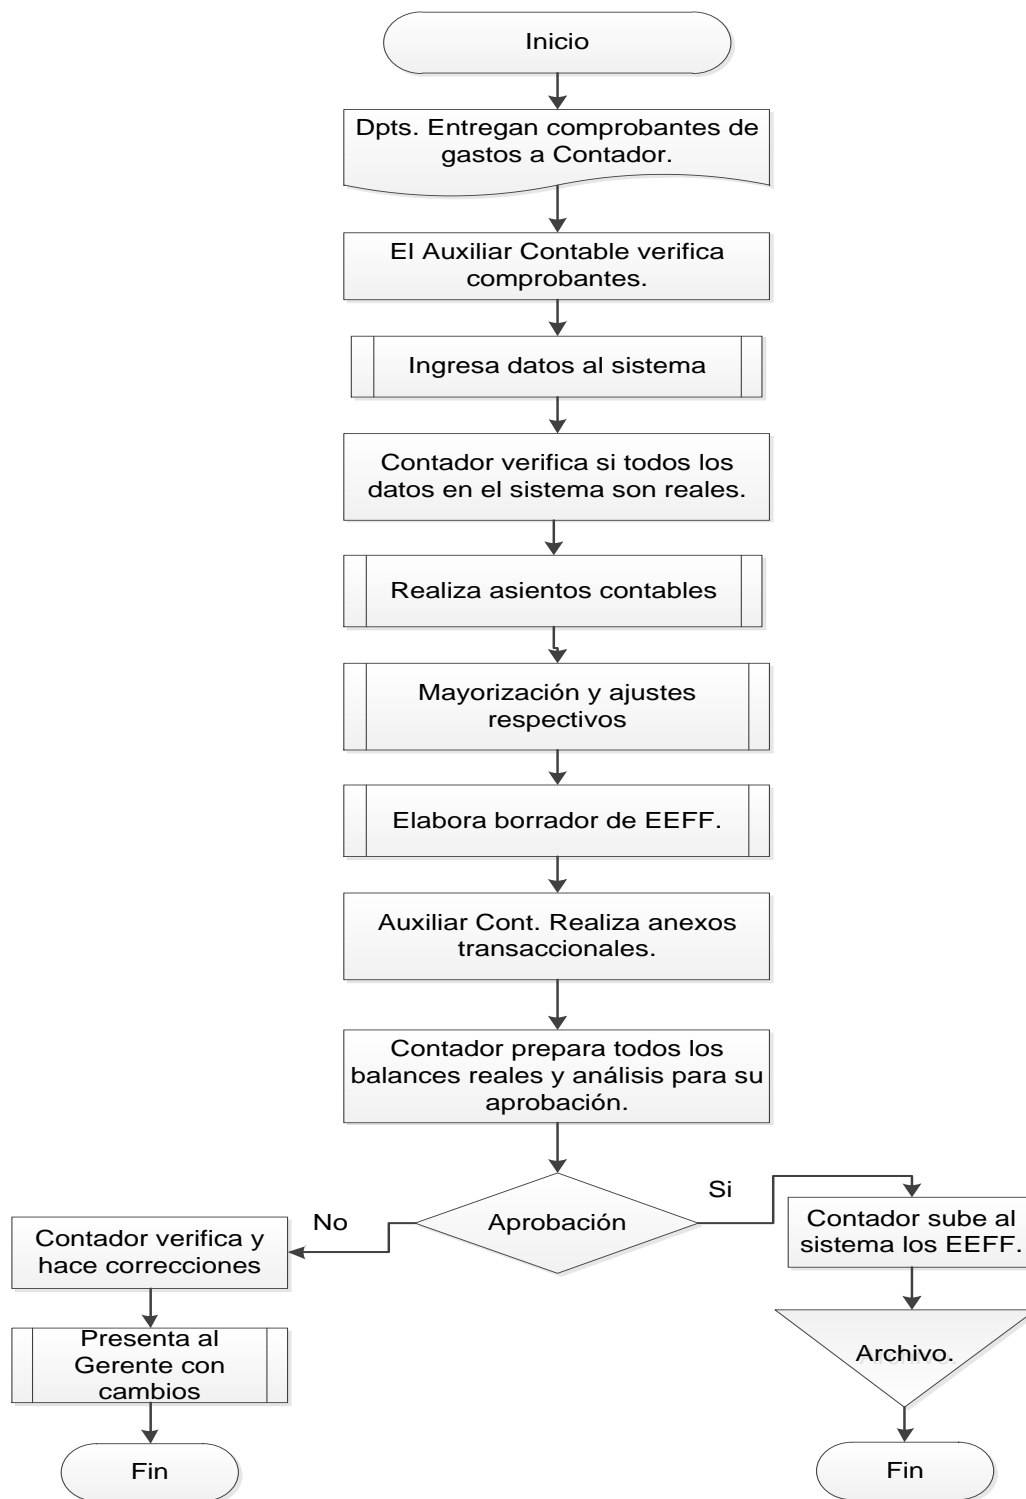 Inicio
Dpts. Entregan comprobantes de
gastos a Contador.
El Auxiliar Contable verifica
comprobantes.
Ingresa datos al sistema
Contador verifica si todos los
datos en el sistema son reales.
Realiza asientos contables
Mayorización y ajustes
respectivos
Elabora borrador de EEFF.
Auxiliar Cont. Realiza anexos
transaccionales.
Contador prepara todos los
balances reales y análisis para su
aprobación.
Aprobación
No
Contador verifica y
hace correcciones
Presenta al
Gerente con
cambios
Fin
Si
Contador sube al
sistema los EEFF.
Archivo.
Fin